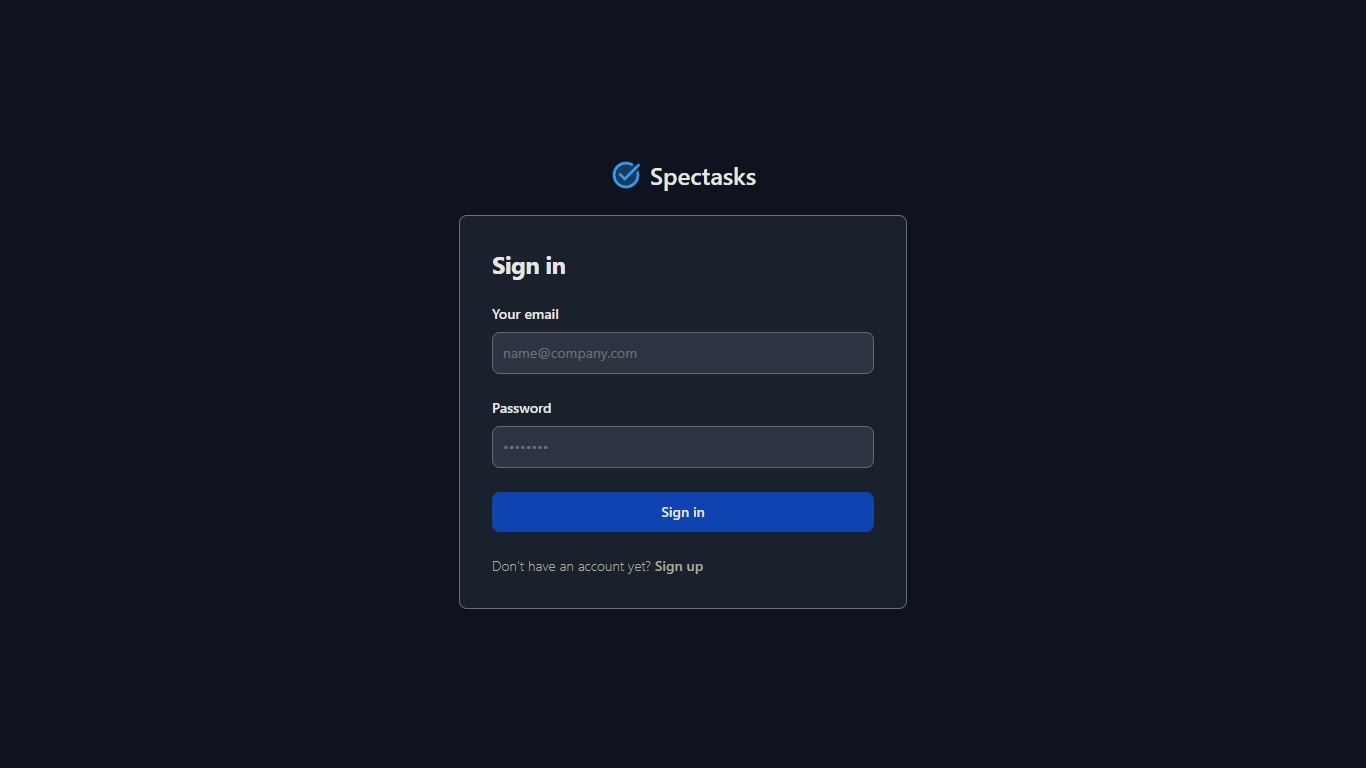 Spectasks
Sign in
Your email
name@company.com
Password
••••••••
Sign in
Don't have an account yet? Sign up